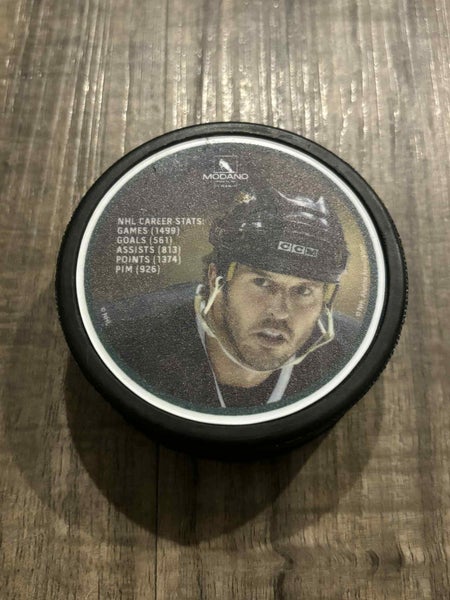 MODANO
NHL CAREER STATS:
GAMES (1499)
GOALS (561)
ASSISTS (813)
POINTS (1374)
PIM (926)
CCM